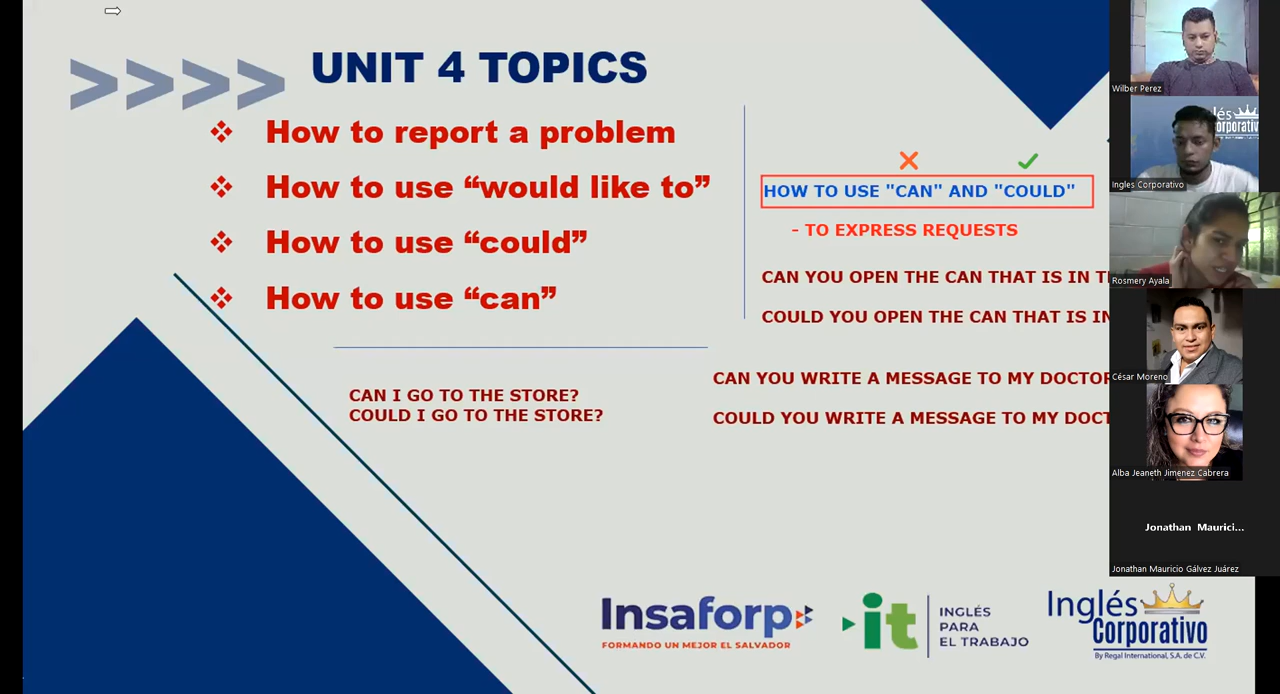 >>>> UNIT 4 TOPICS
❖ How to report a problem
❖ How to use “would like to”
❖ How to use “could”
❖ How to use “can”
HOW TO USE "CAN" AND "COULD"
- TO EXPRESS REQUESTS
CAN YOU OPEN THE CAN THAT IS IN
COULD YOU OPEN THE CAN THAT IS IN
CAN YOU WRITE A MESSAGE TO MY DOCTOR
COULD YOU WRITE A MESSAGE TO MY
CAN I GO TO THE STORE?
COULD I GO TO THE STORE?
Insaforp
FORMANDO UN MEJOR EL SALVADOR
it
INGLÉS
PARA
EL TRABAJO
Inglés
Corporativo
By Regal International, S.A. de C.V.
Wilber Perez
lés
orporativo
Ingles Corporativo
Rosmery Ayala
César Moreno
Alba Jeaneth Jimenez Cabrera
Jonathan Maurici...
Jonathan Mauricio Gálvez Juárez